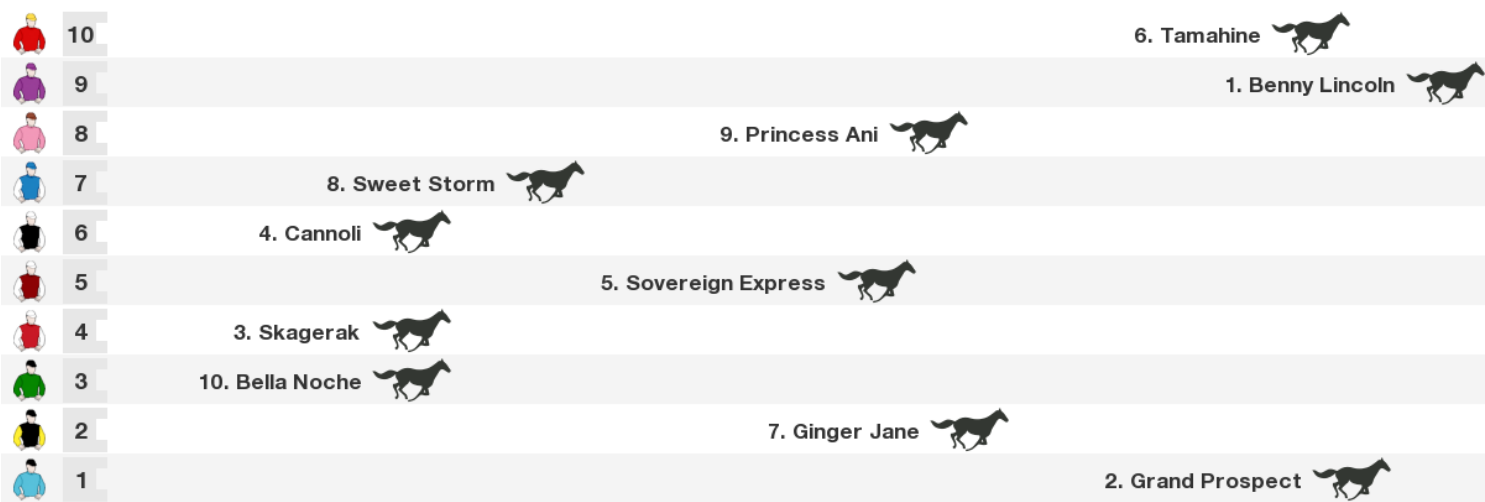 10 6. Tamahine
9 1. Benny Lincoln
8 9. Princess Ani
7 8. Sweet Storm
6 4. Cannoli
5 5. Sovereign Express
4 3. Skagerak
3 10. Bella Noche
2 7. Ginger Jane
1 2. Grand Prospect